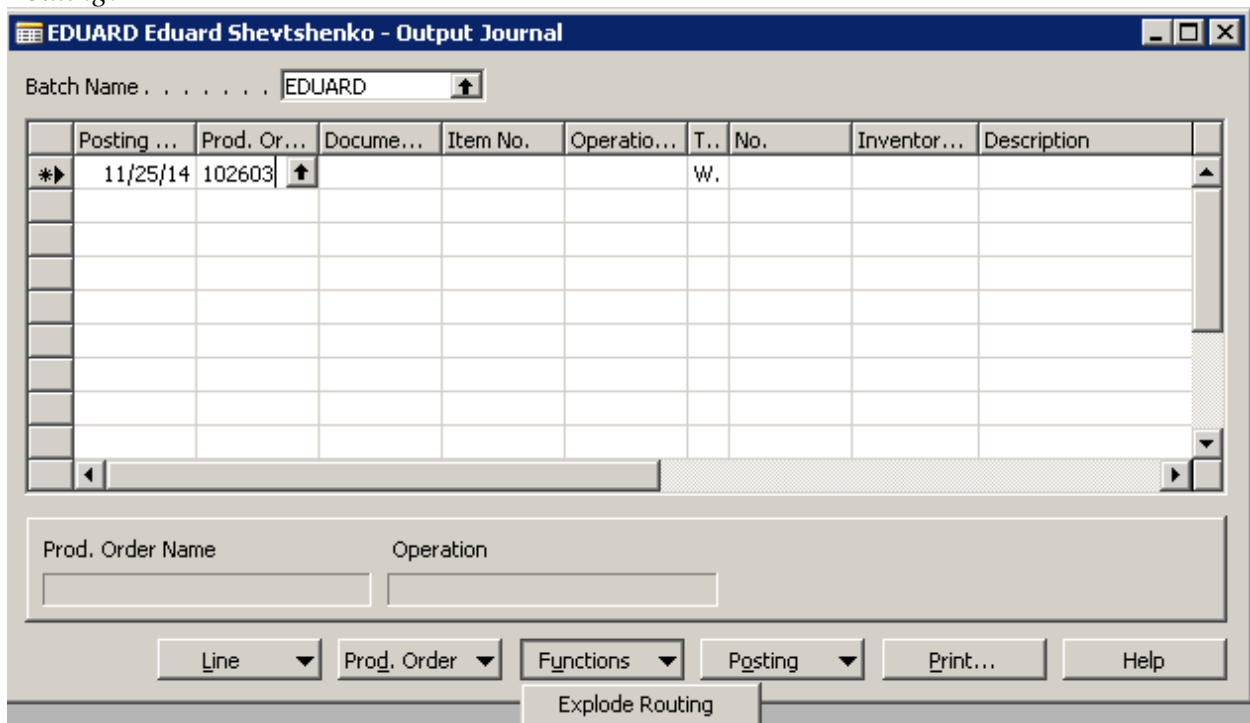 EDUARD Eduard Shevtshenko - Output Journal
Batch Name . . . . . . . EDUARD
Posting ... Prod. Or... Docume... Item No. Operatio... T.. No. Inventor... Description
11/25/14 102603 W.
Prod. Order Name Operation
Line Prod. Order Functions Posting Print... Help
Explode Routing